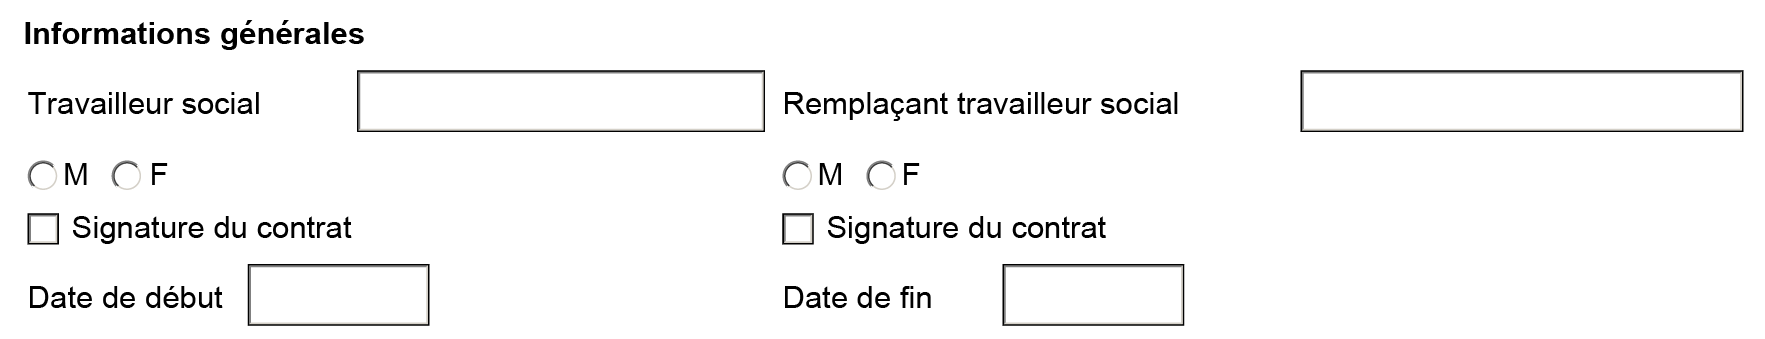 Informations générales
Travailleur social Remplaçant travailleur social
M F M F
Signature du contrat Signature du contrat
Date de début Date de fin